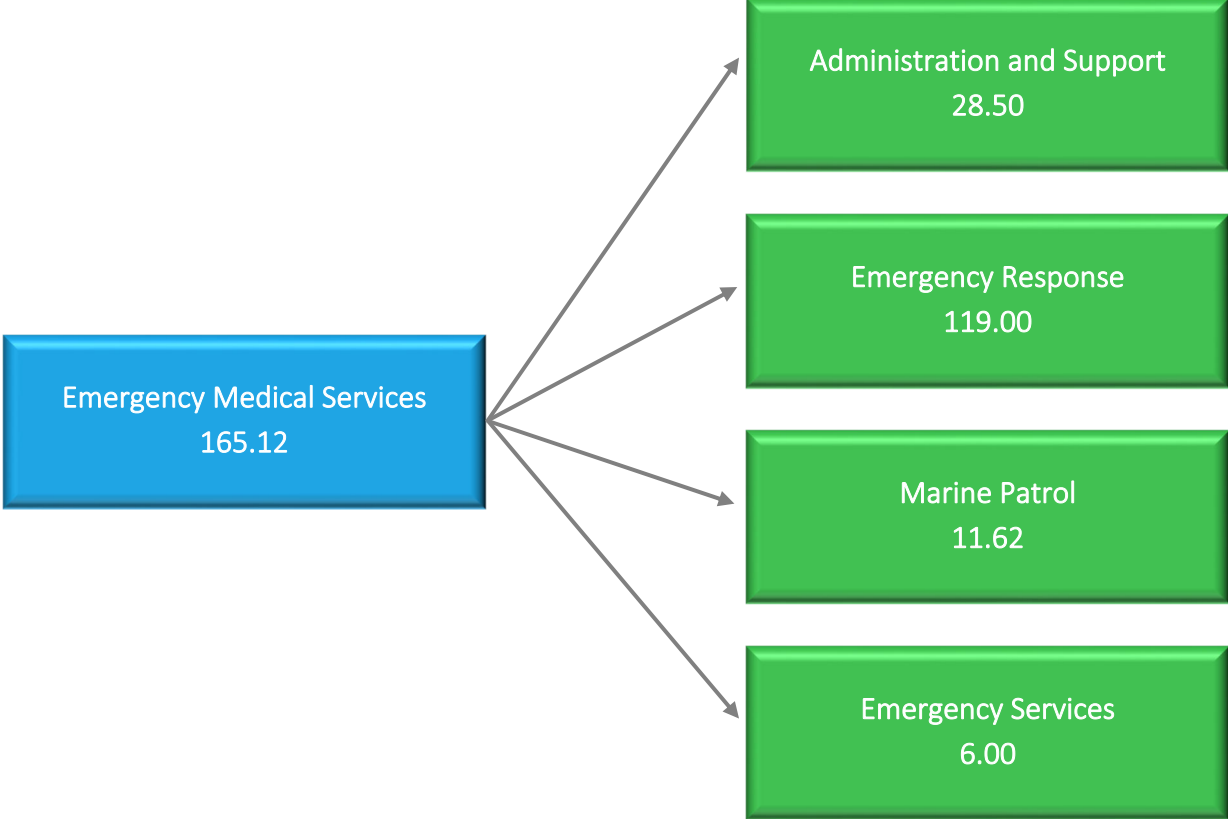 Emergency Medical Services
165.12
Administration and Support
28.50
Emergency Response
119.00
Marine Patrol
11.62
Emergency Services
6.00